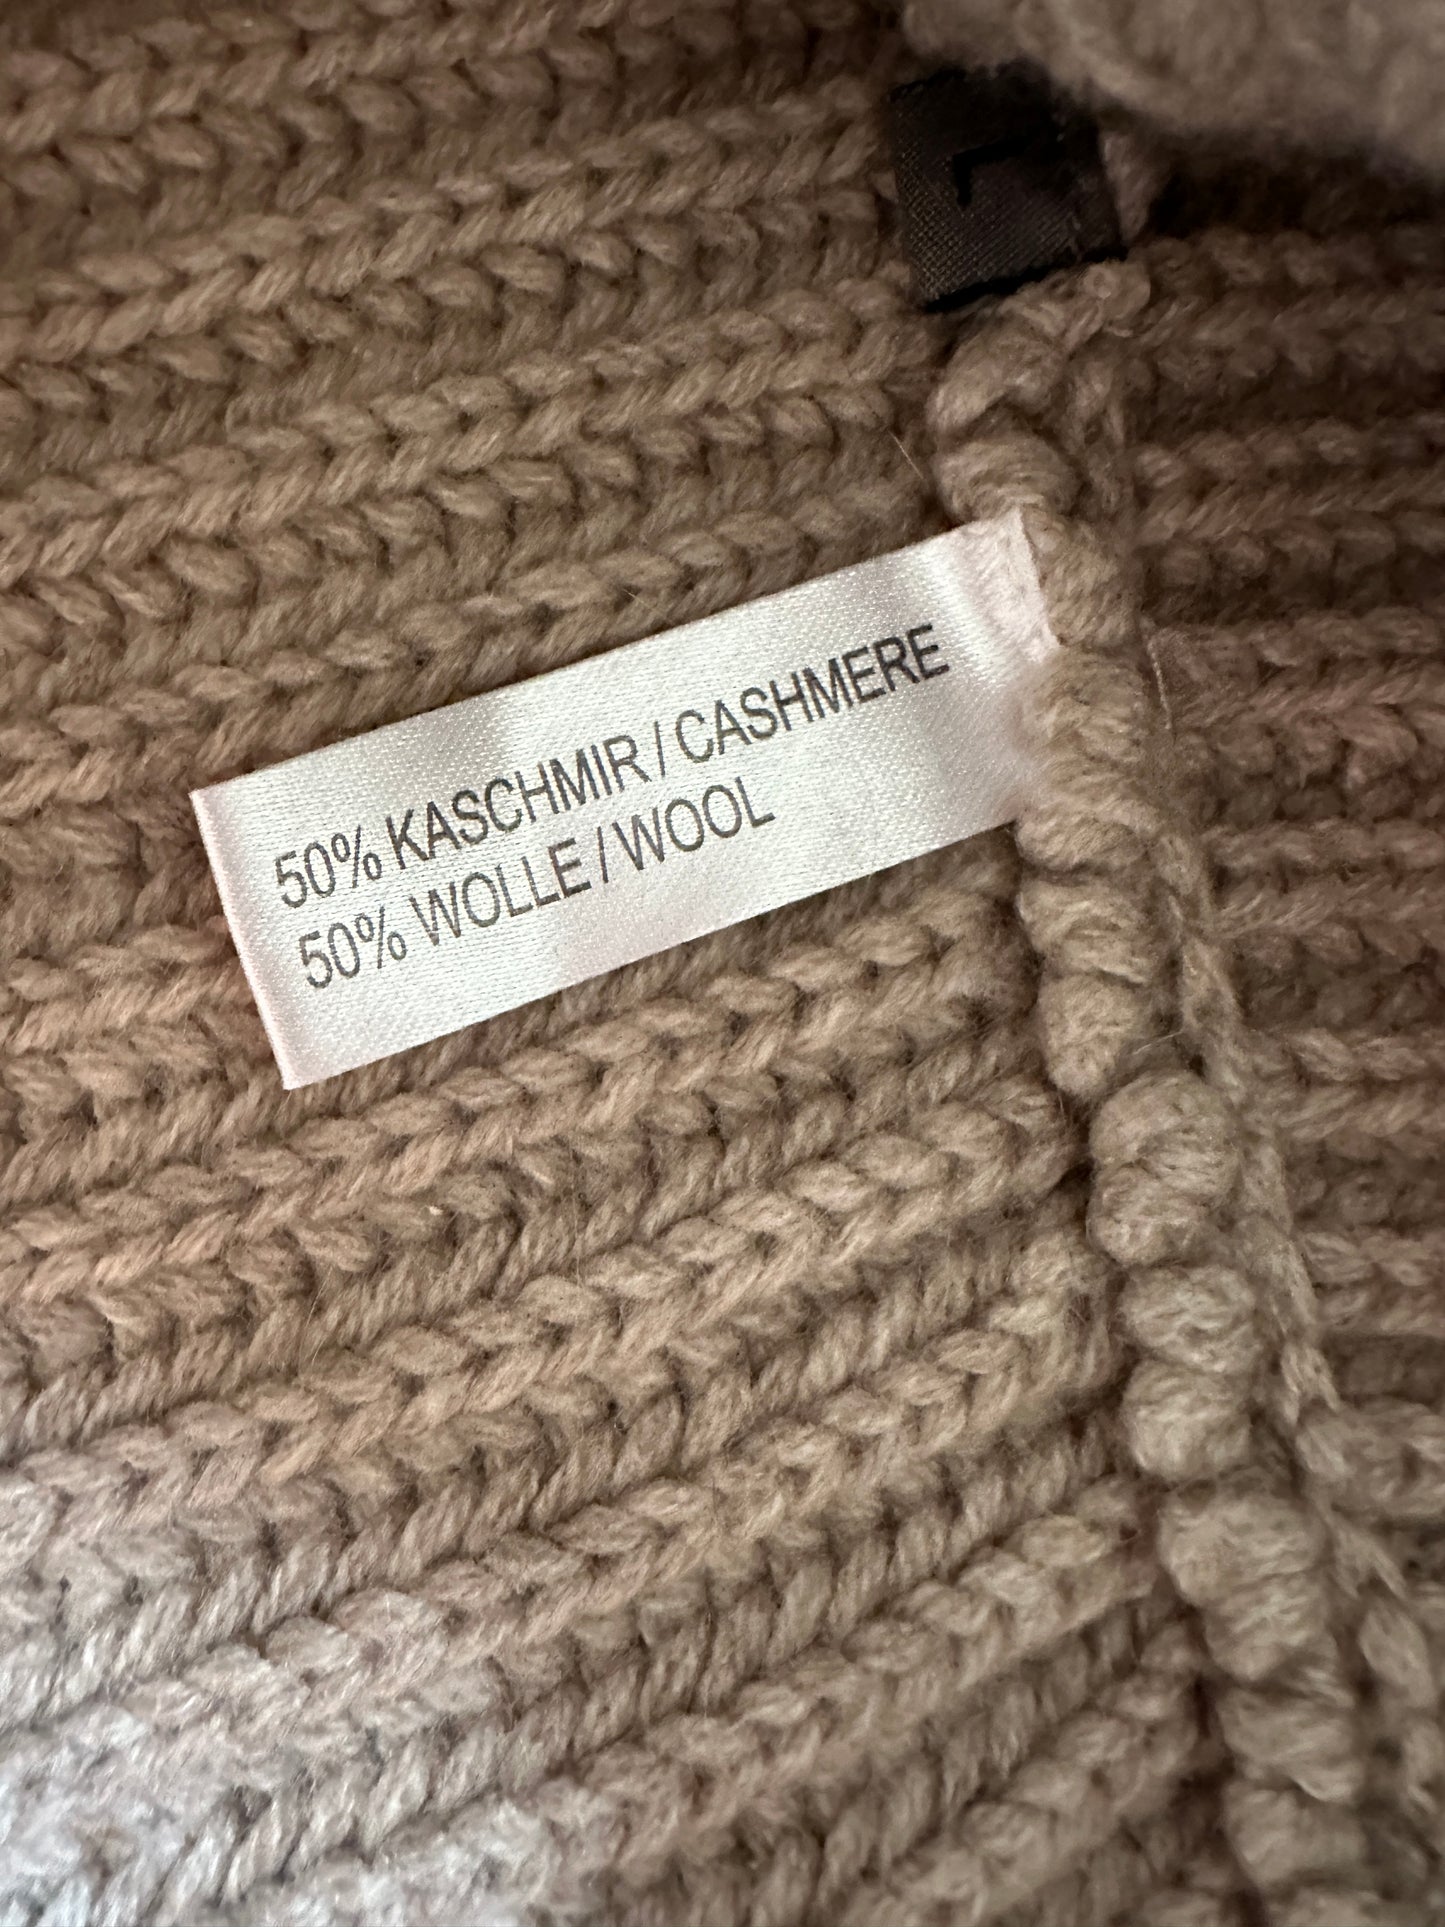 50% KASCHMIR / CASHMERE
50% WOLLE / WOOL